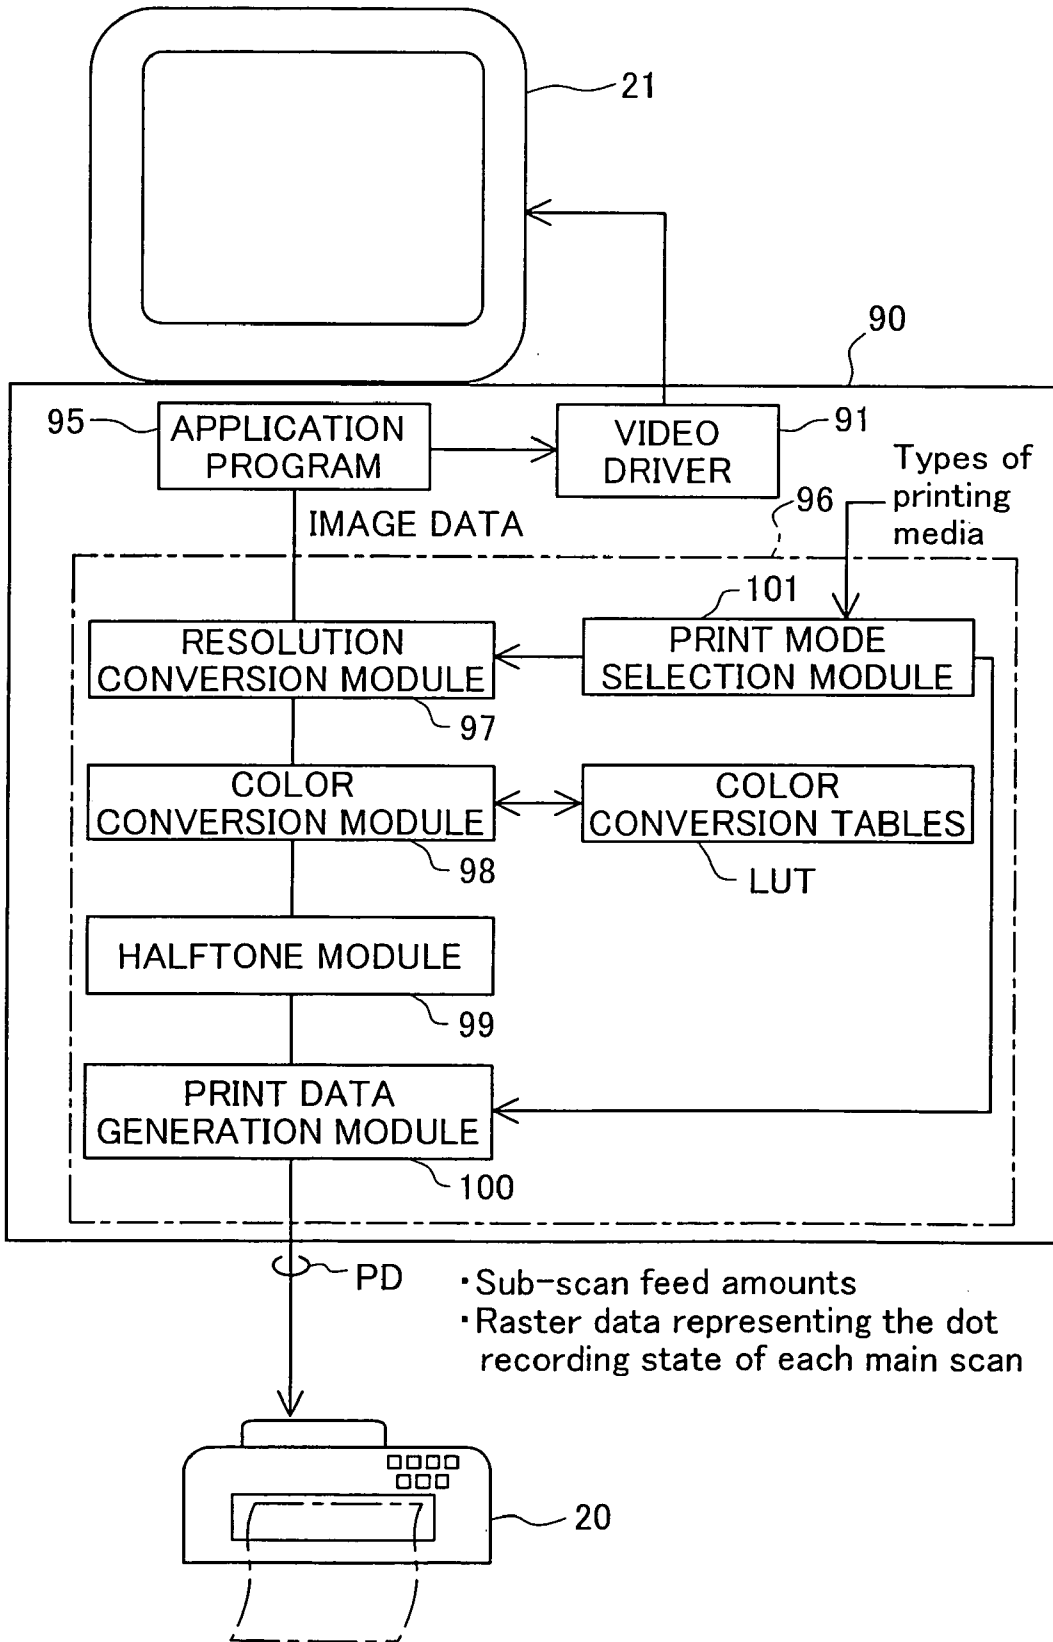 21
90
95
APPLICATION
PROGRAM
VIDEO
DRIVER
91
Types of
printing
media
96
IMAGE DATA
101
RESOLUTION
CONVERSION MODULE
97
PRINT MODE
SELECTION MODULE
COLOR
CONVERSION MODULE
98
COLOR
CONVERSION TABLES
LUT
HALFTONE MODULE
99
PRINT DATA
GENERATION MODULE
100
PD
・Sub-scan feed amounts
・Raster data representing the dot
recording state of each main scan
20